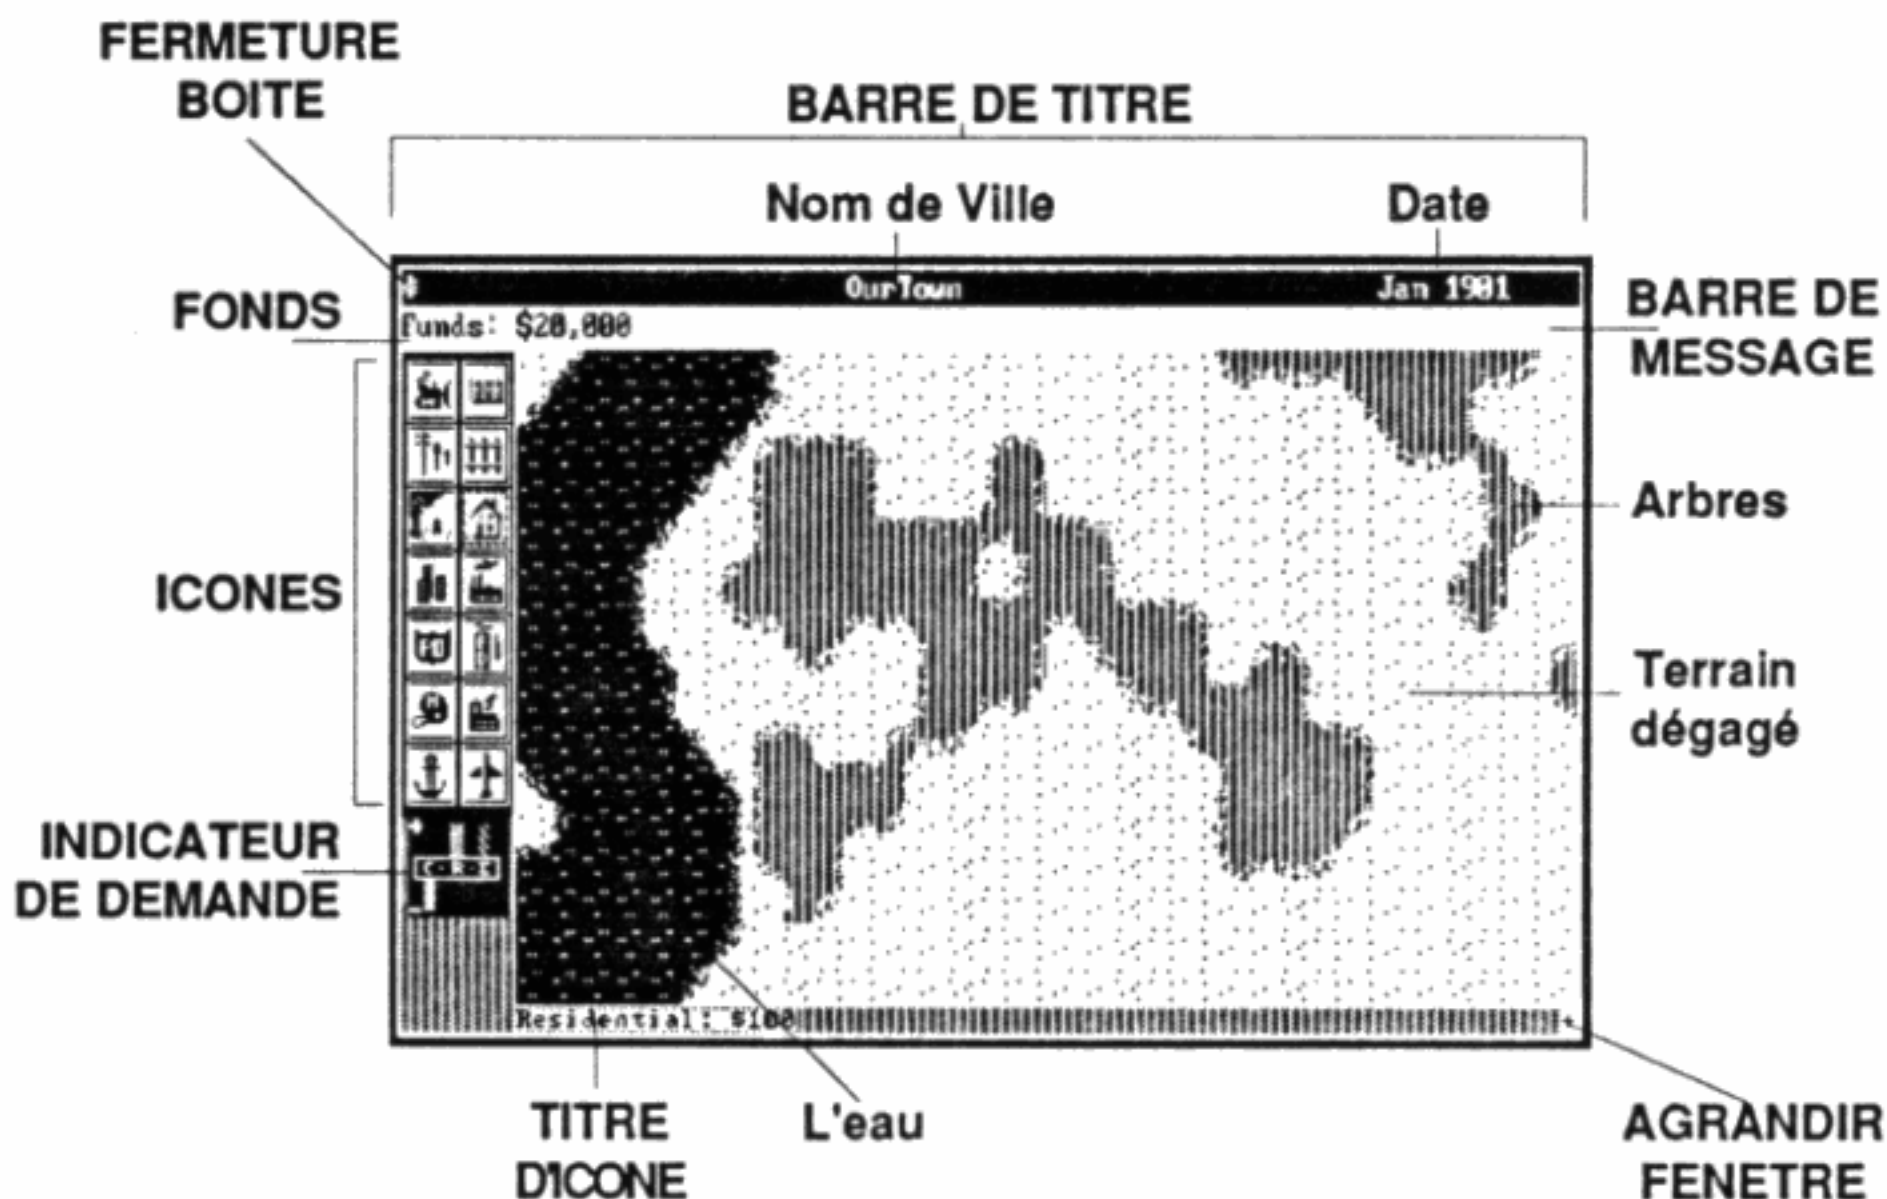 FERMETURE
BOITE
BARRE DE TITRE
Nom de Ville
Date
OurTown
Jan 1901
FONDS
funds: $20,000
BARRE DE
MESSAGE
Arbres
ICONES
Terrain
dégagé
INDICATEUR
DE DEMANDE
C R I
Residential: $100
TITRE
D'ICONE
L'eau
AGRANDIR
FENETRE